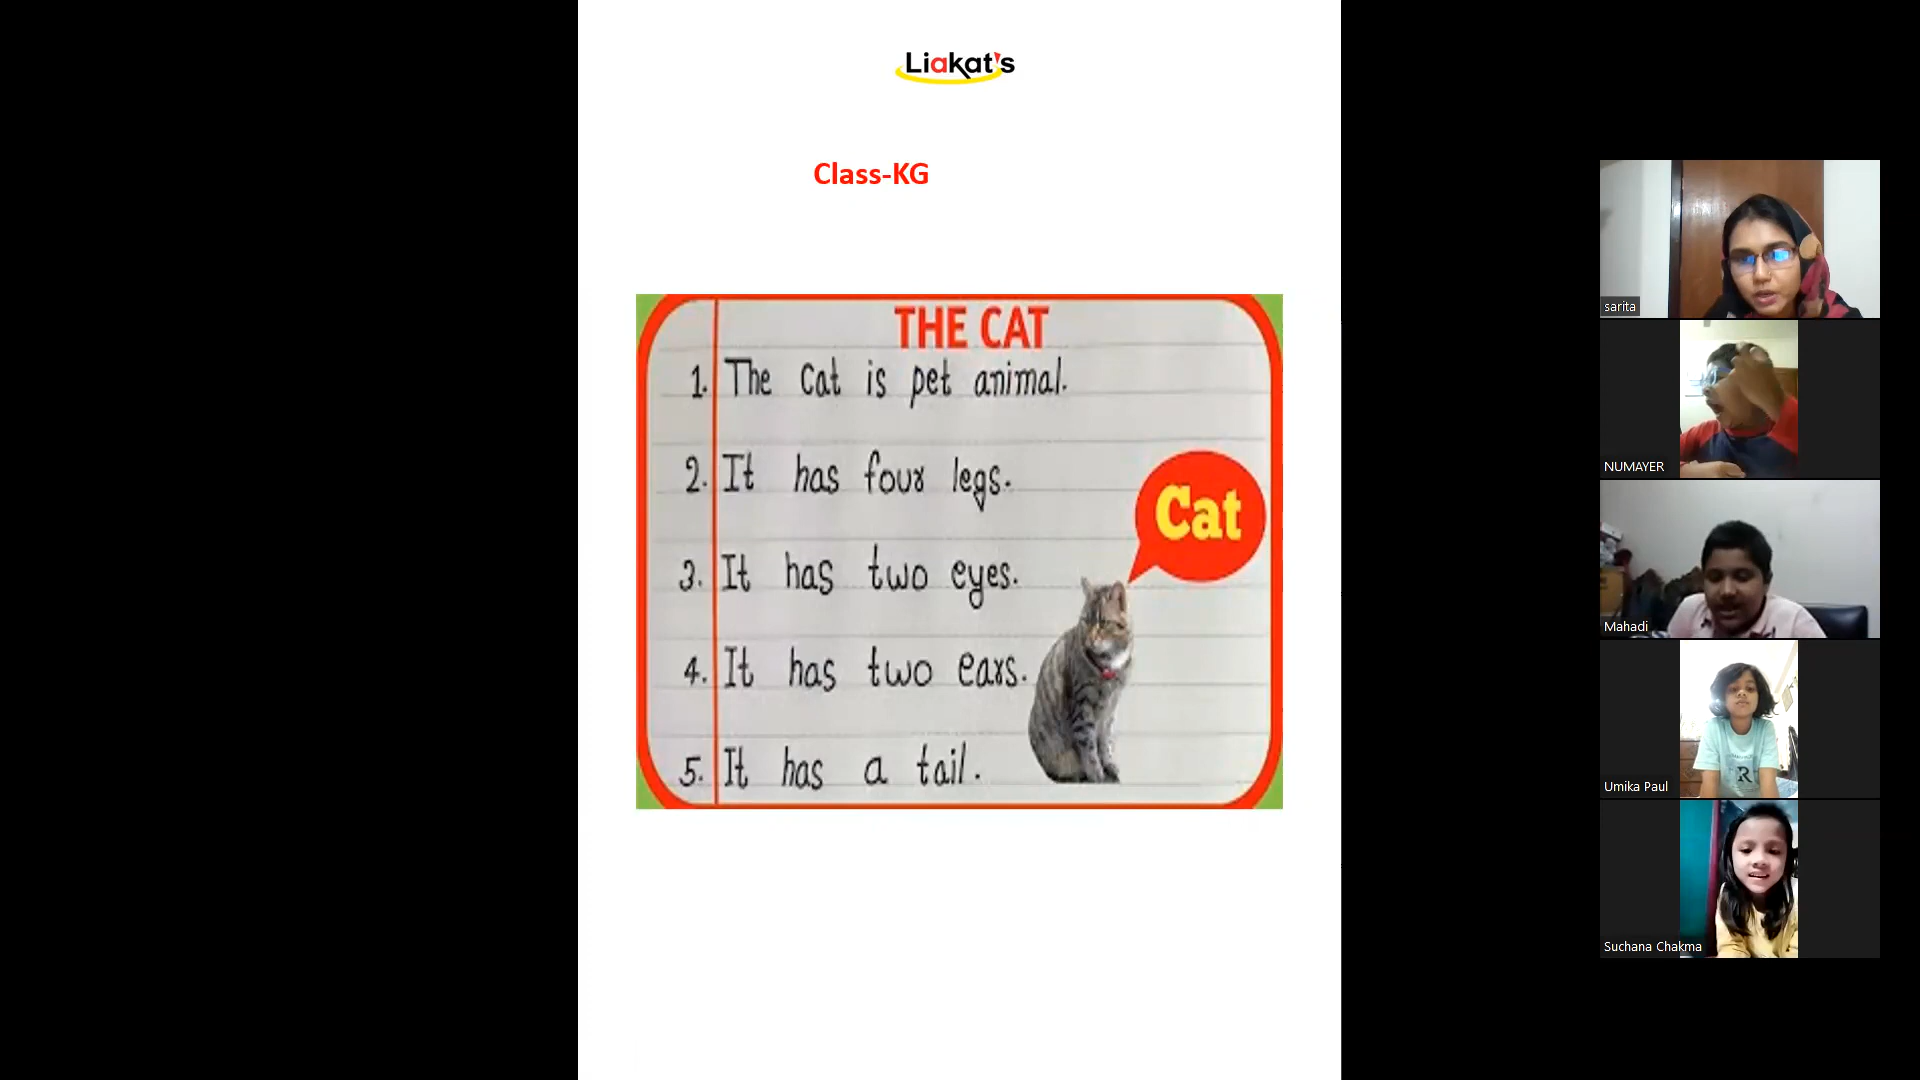 Liakat's
Class-KG
THE CAT
1. The Cat is pet animal.
2. It has four legs.
Cat
3. It has two eyes.
4. It has two ears.
5. It has a tail.
sarita
NUMAYER
Mahadi
Umika Paul
Suchana Chakma